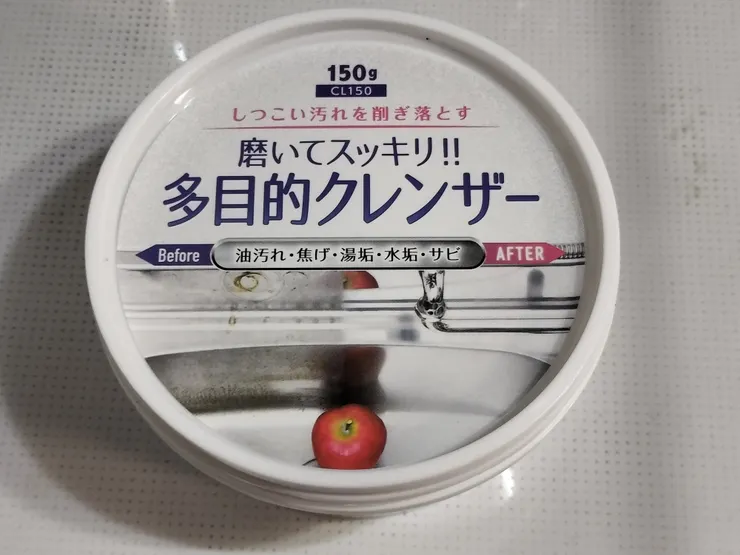 150g
CL150
しつこい汚れを削ぎ落とす
磨いてスッキリ!!
多目的クレンザー
Before 油汚れ・焦げ・湯垢・水垢・サビ AFTER